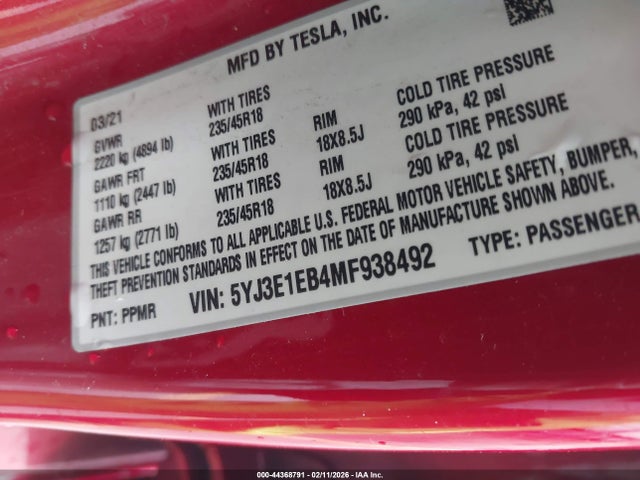 MFD BY TESLA, INC.
03/21
GVWR WITH TIRES RIM COLD TIRE PRESSURE
2220 kg (4894 lb) 235/45R18 18X8.5J 290 kPa, 42 psi
GAWR FRT WITH TIRES RIM COLD TIRE PRESSURE
1110 kg (2447 lb) 235/45R18 18X8.5J 290 kPa, 42 psi
GAWR RR WITH TIRES
1257 kg (2771 lb) 235/45R18
THIS VEHICLE CONFORMS TO ALL APPLICABLE U.S. FEDERAL MOTOR VEHICLE SAFETY, BUMPER,
THEFT PREVENTION STANDARDS IN EFFECT ON THE DATE OF MANUFACTURE SHOWN ABOVE.
PNT: PPMR VIN: 5YJ3E1EB4MF938492 TYPE: PASSENGER
000-44368791 - 02/11/2026 - IAA Inc.